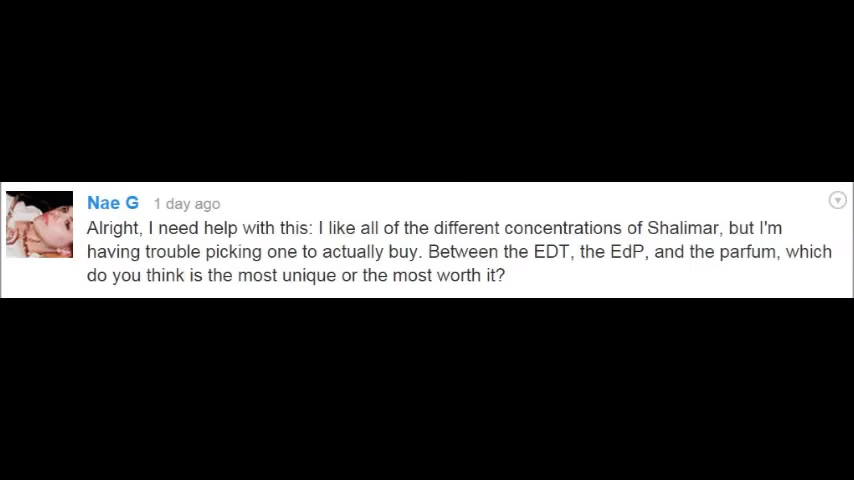 Nae G 1 day ago
Alright, I need help with this: I like all of the different concentrations of Shalimar, but I'm
having trouble picking one to actually buy. Between the EDT, the EdP, and the parfum, which
do you think is the most unique or the most worth it?